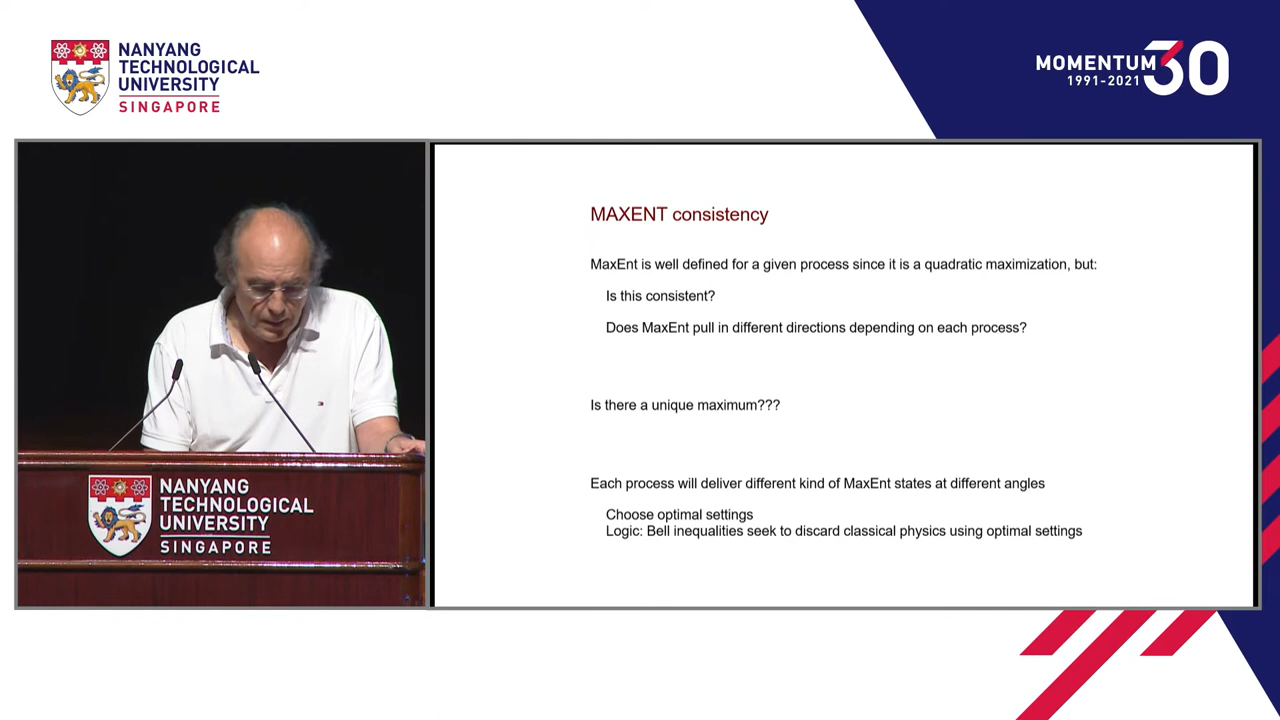 NANYANG
TECHNOLOGICAL
UNIVERSITY
SINGAPORE
MOMENTUM30
1991-2021
MAXENT consistency
MaxEnt is well defined for a given process since it is a quadratic maximization, but:
Is this consistent?
Does MaxEnt pull in different directions depending on each process?
Is there a unique maximum???
Each process will deliver different kind of MaxEnt states at different angles
Choose optimal settings
Logic: Bell inequalities seek to discard classical physics using optimal settings
NANYANG
TECHNOLOGICAL
UNIVERSITY
SINGAPORE